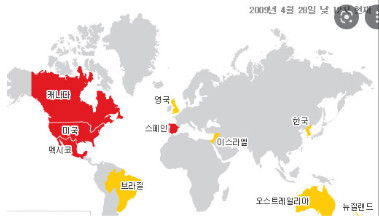 2009년 4월 28일 낮 현재
캐나다
영국
미국
스페인
한국
멕시코
이스라엘
브라질
오스트레일리아
뉴질랜드